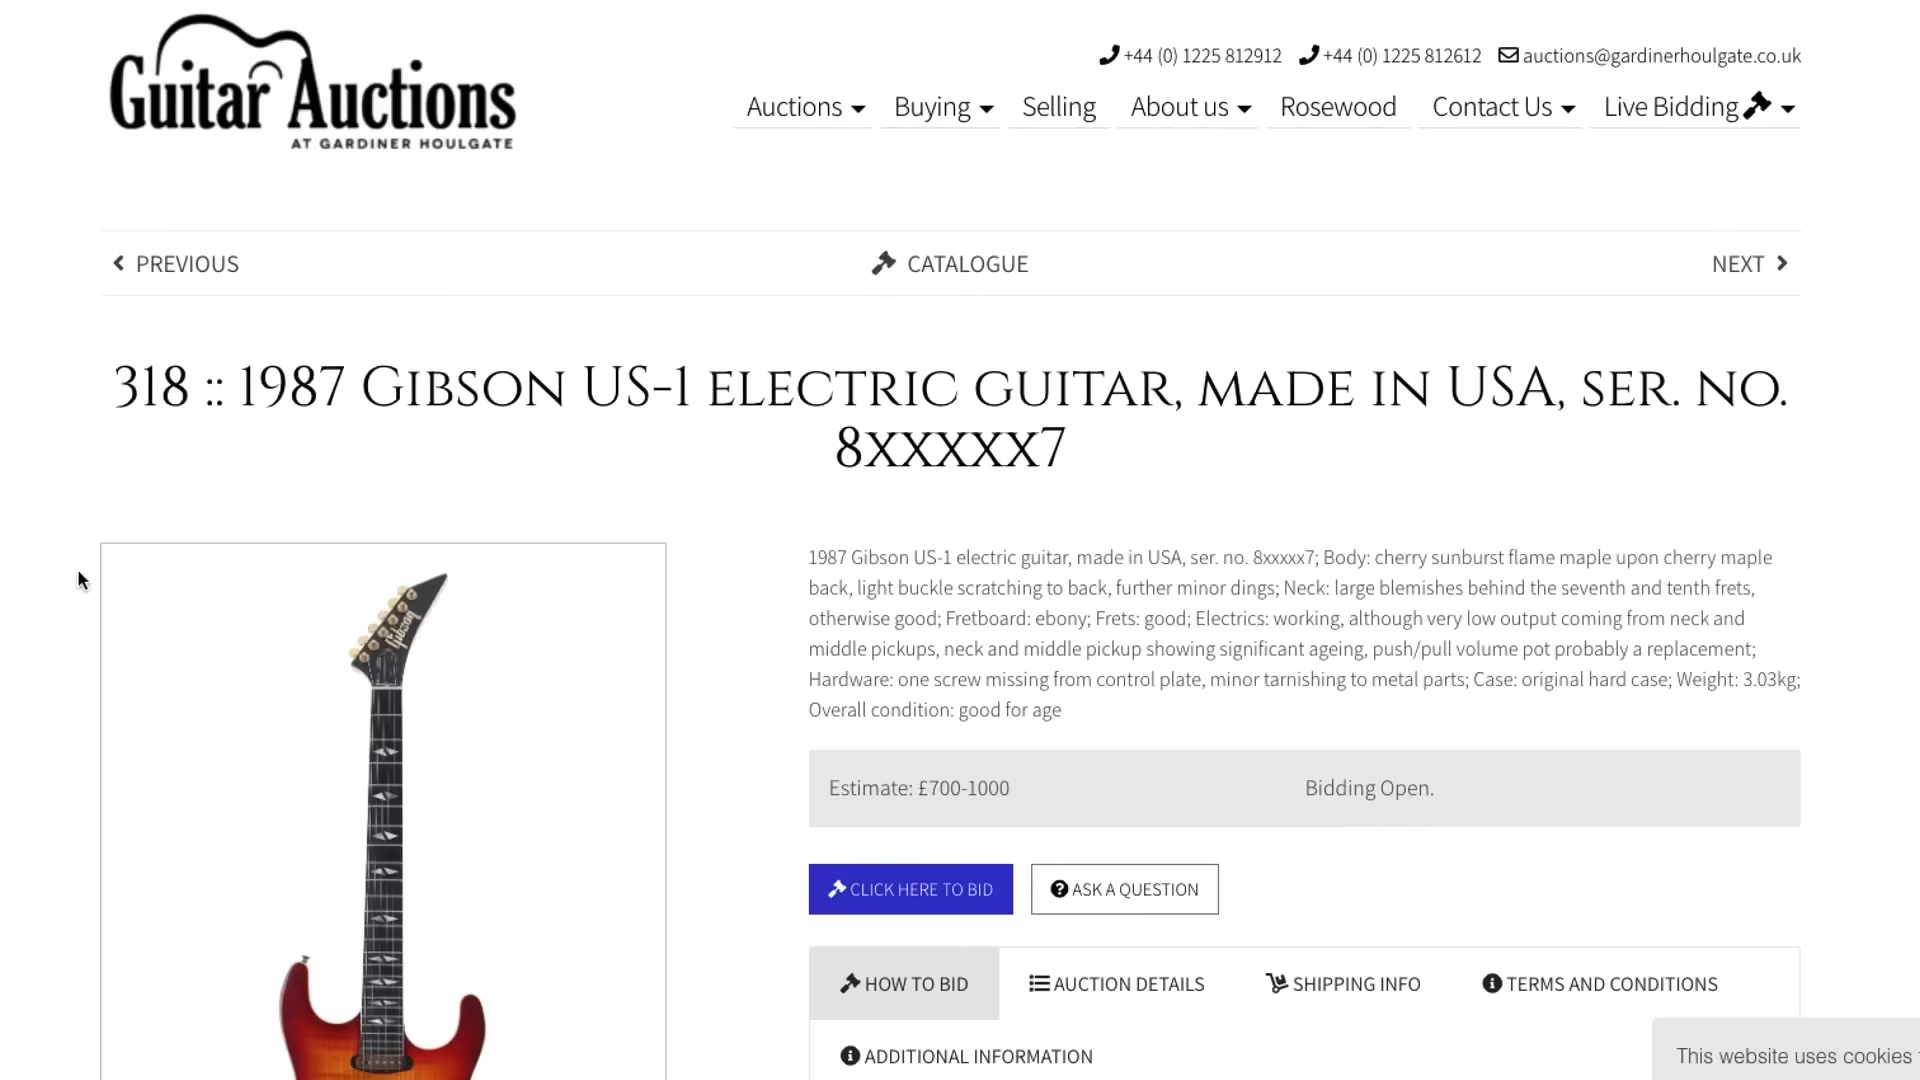 Guitar Auctions
AT GARDINER HOULGATE
+44 (0) 1225 812912 +44 (0) 1225 812612 auctions@gardinerhoulgate.co.uk
Auctions Buying Selling About us Rosewood Contact Us Live Bidding
PREVIOUS CATALOGUE NEXT
318 :: 1987 Gibson US-1 electric guitar, made in USA, ser. no.
8xxxxx7
Gibson
1987 Gibson US-1 electric guitar, made in USA, ser. no. 8xxxxx7; Body: cherry sunburst flame maple upon cherry maple
back, light buckle scratching to back, further minor dings; Neck: large blemishes behind the seventh and tenth frets,
otherwise good; Fretboard: ebony; Frets: good; Electrics: working, although very low output coming from neck and
middle pickups, neck and middle pickup showing significant ageing, push/pull volume pot probably a replacement;
Hardware: one screw missing from control plate, minor tarnishing to metal parts; Case: original hard case; Weight: 3.03kg;
Overall condition: good for age
Estimate: £700-1000 Bidding Open.
CLICK HERE TO BID ASK A QUESTION
HOW TO BID AUCTION DETAILS SHIPPING INFO TERMS AND CONDITIONS
ADDITIONAL INFORMATION
This website uses cookies